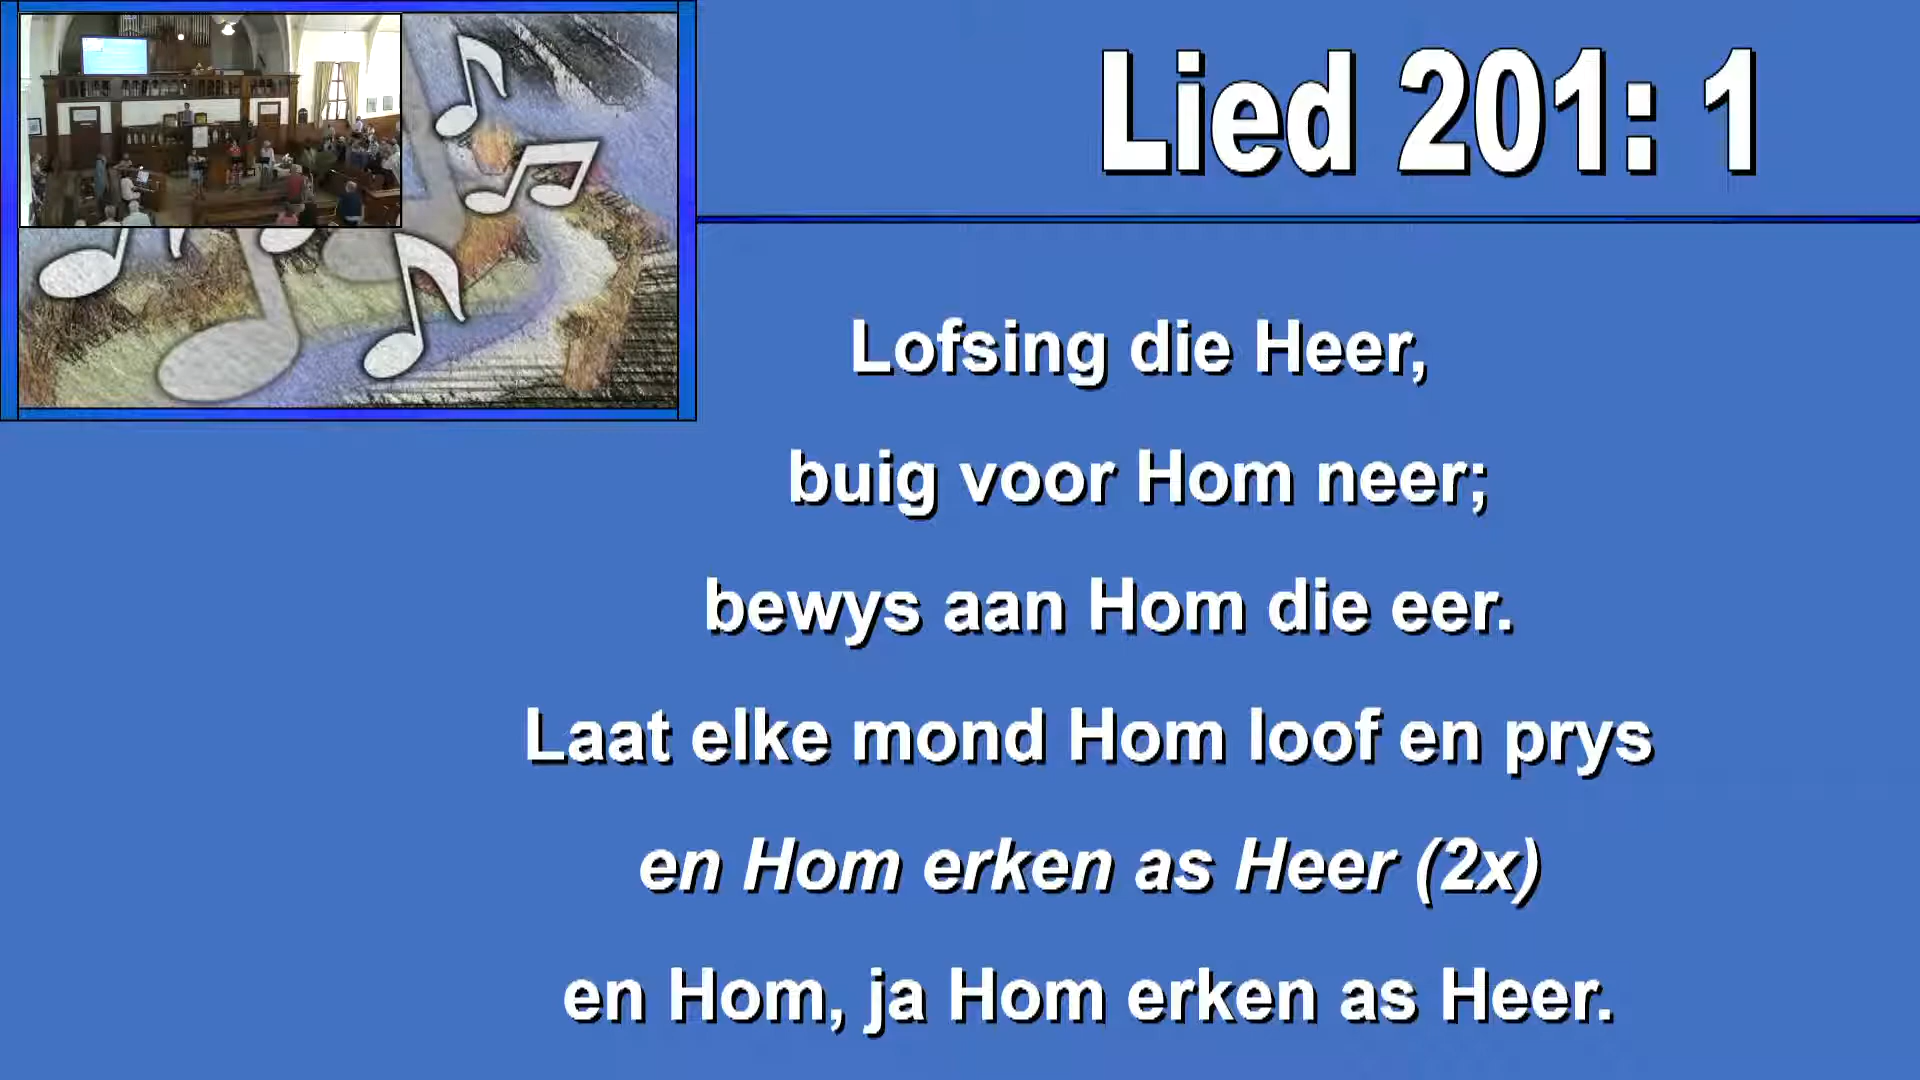 Lied 201: 1
Lofsing die Heer,
buig voor Hom neer;
bewys aan Hom die eer.
Laat elke mond Hom loof en prys
en Hom erken as Heer (2x)
en Hom, ja Hom erken as Heer.